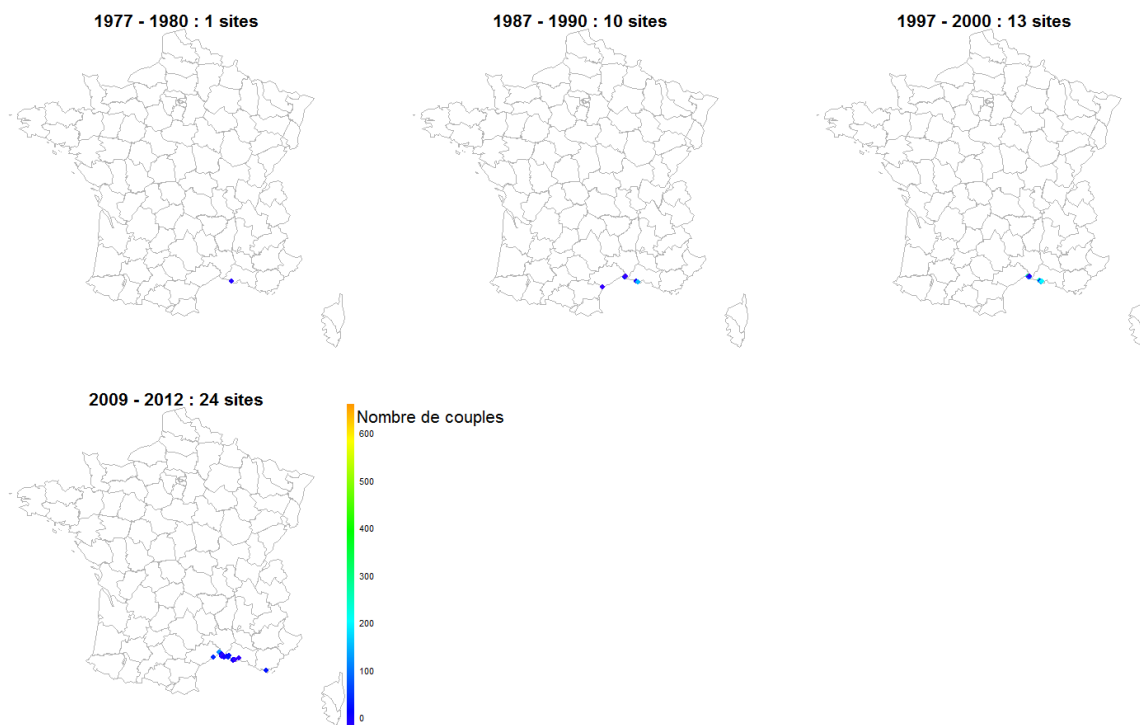 1977 - 1980 : 1 sites
1987 - 1990 : 10 sites
1997 - 2000 : 13 sites
2009 - 2012 : 24 sites
Nombre de couples
600
500
400
300
200
100
0